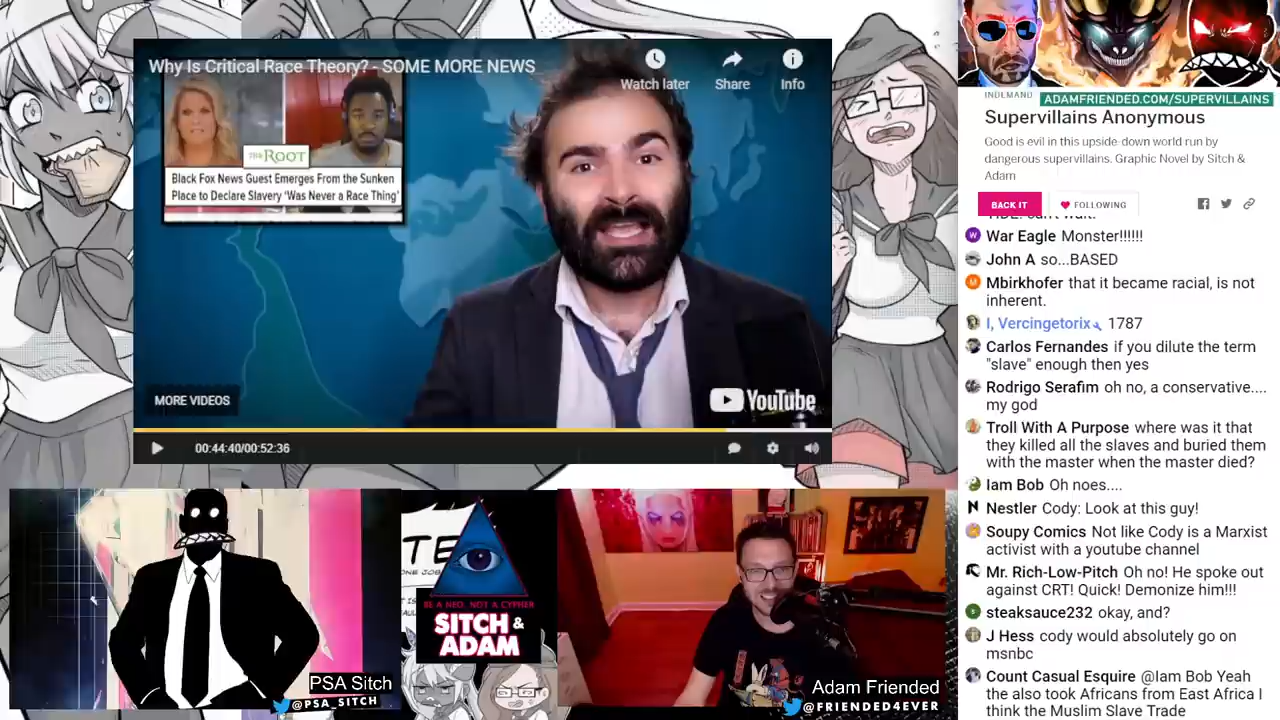 Why Is Critical Race Theory? - SOME MORE NEWS
Watch later
Share
Info
THE ROOT
Black Fox News Guest Emerges From the Sunken
Place to Declare Slavery 'Was Never a Race Thing'
MORE VIDEOS
YouTube
00:44:40/00:52:36
PSA Sitch
@PSA_SITCH
BE A NEO, NOT A CYPHER
SITCH &
ADAM
Adam Friended
@FRIENDED4EVER
INDEMAND
ADAMFRIENDED.COM/SUPERVILLAINS
Supervillains Anonymous
Good is evil in this upside-down world run by
dangerous supervillains. Graphic Novel by Sitch &
Adam
BACK IT
FOLLOWING
can't wait.
War Eagle Monster!!!!!!
John A so...BASED
Mbirkhofer that it became racial, is not
inherent.
I, Vercingetorix 1787
Carlos Fernandes if you dilute the term
"slave" enough then yes
Rodrigo Serafim oh no, a conservative....
my god
Troll With A Purpose where was it that
they killed all the slaves and buried them
with the master when the master died?
Iam Bob Oh noes....
Nestler Cody: Look at this guy!
Soupy Comics Not like Cody is a Marxist
activist with a youtube channel
Mr. Rich-Low-Pitch Oh no! He spoke out
against CRT! Quick! Demonize him!!!
steaksauce232 okay, and?
J Hess cody would absolutely go on
msnbc
Count Casual Esquire @Iam Bob Yeah
the also took Africans from East Africa I
think the Muslim Slave Trade